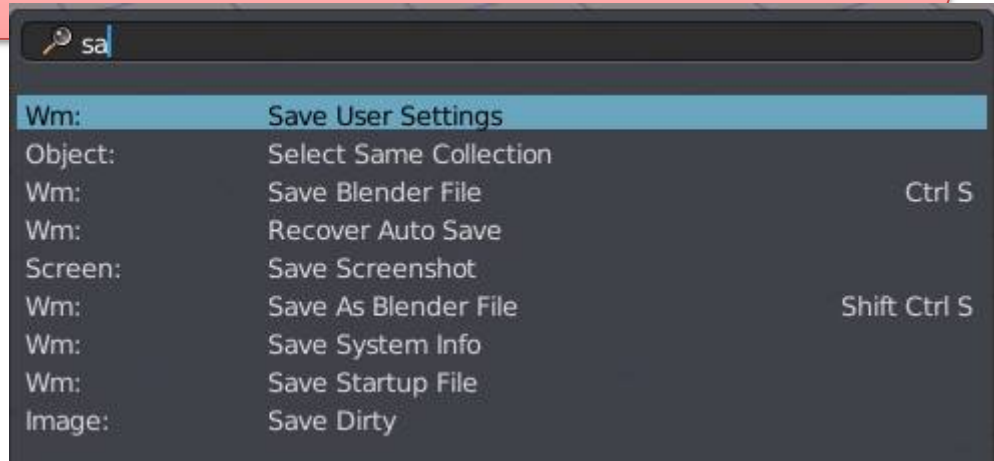 sa
Wm: Save User Settings
Object: Select Same Collection
Wm: Save Blender File Ctrl S
Wm: Recover Auto Save
Screen: Save Screenshot
Wm: Save As Blender File Shift Ctrl S
Wm: Save System Info
Wm: Save Startup File
Image: Save Dirty